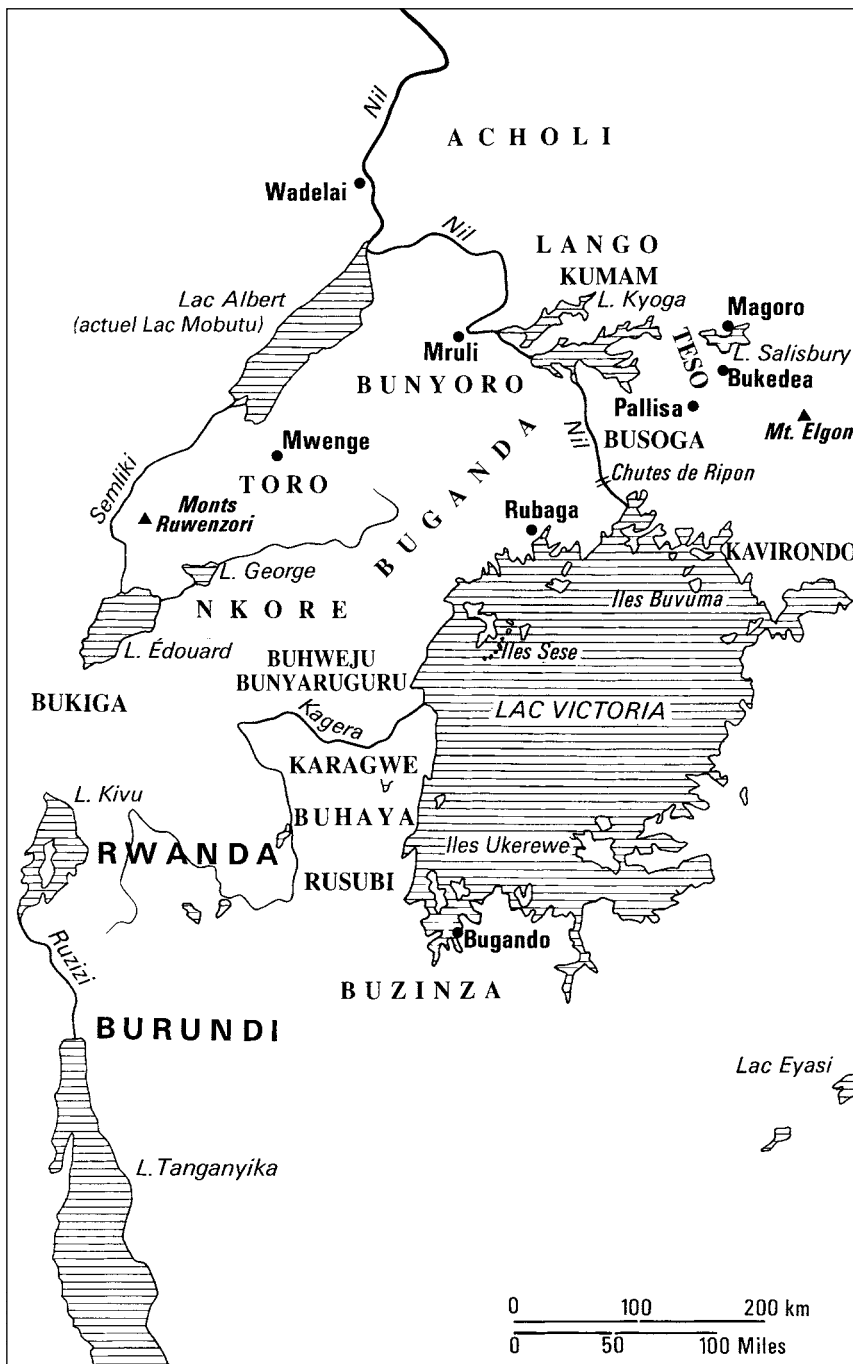 Nil
ACHOLI
Wadelai
Nil
LANGO
KUMAM
L. Kyoga
Lac Albert
(actuel Lac Mobutu)
Magoro
Mruli
TESO
L. Salisbury
BUNYORO
Bukedea
Pallisa
Mt. Elgon
BUSOGA
Nil
Mwenge
TORO
Chutes de Ripon
Semliki
BUGANDA
Monts
Ruwenzori
Rubaga
KAVIRONDO
L. George
NKORE
Iles Buvuma
L. Édouard
Iles Sese
BUHWEJU
BUNYARUGURU
BUKIGA
LAC VICTORIA
Kagera
KARAGWE
L. Kivu
BUHAYA
RWANDA
Iles Ukerewe
RUSUBI
Bugando
Ruzizi
BUZINZA
BURUNDI
Lac Eyasi
L. Tanganyika
0 100 200 km
0 50 100 Miles